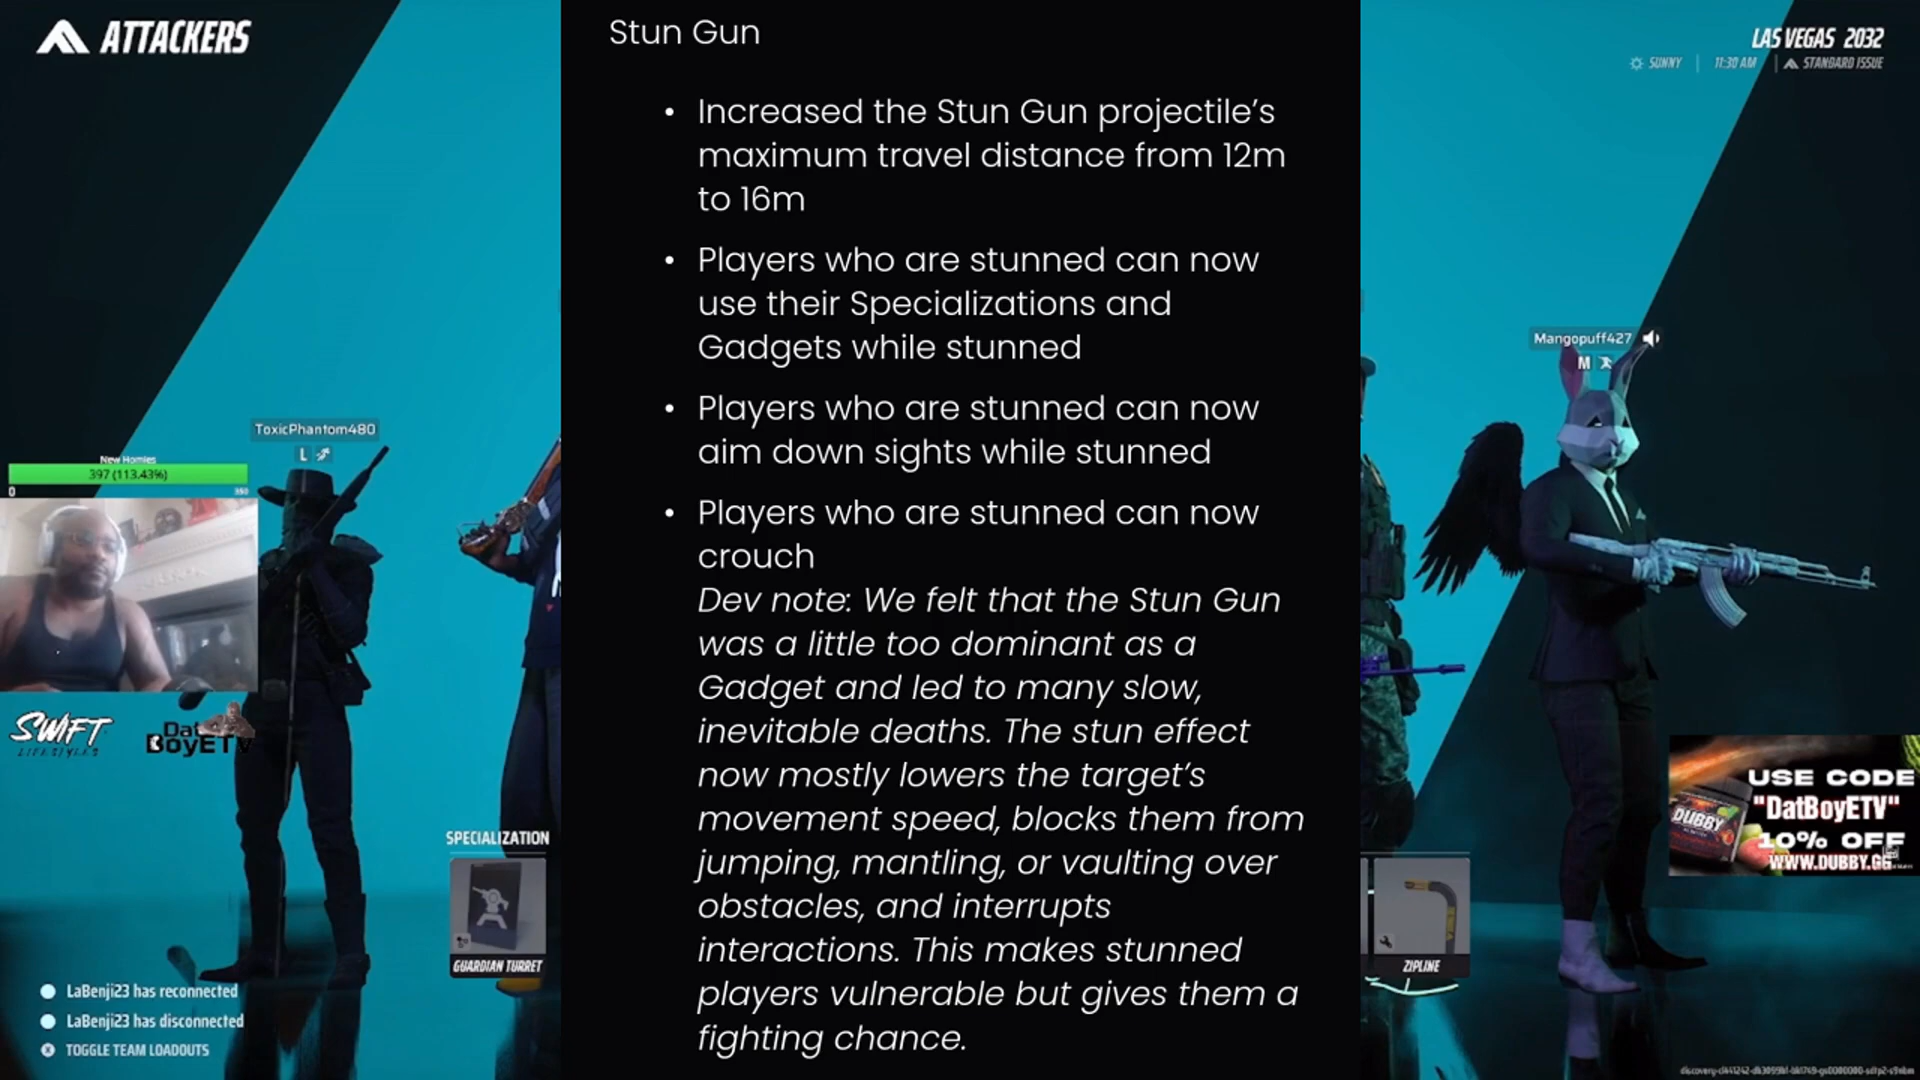 ATTACKERS
LAS VEGAS 2032
SUNNY | 11:30 AM | STANDARD ISSUE
Stun Gun
• Increased the Stun Gun projectile’s
maximum travel distance from 12m
to 16m
• Players who are stunned can now
use their Specializations and
Gadgets while stunned
• Players who are stunned can now
aim down sights while stunned
• Players who are stunned can now
crouch
Dev note: We felt that the Stun Gun
was a little too dominant as a
Gadget and led to many slow,
inevitable deaths. The stun effect
now mostly lowers the target’s
movement speed, blocks them from
jumping, mantling, or vaulting over
obstacles, and interrupts
interactions. This makes stunned
players vulnerable but gives them a
fighting chance.
Mangopuff427
M
ToxicPhantom480
L
New Homies
397 (113.43%)
0 350
SWIFT
LIFESTYLES
Dat
BoyETV
SPECIALIZATION
GUARDIAN TURRET
ZIPLINE
USE CODE
"DatBoyETV"
10% OFF
WWW.DUBBY.GG
DUBBY
LaBenji23 has reconnected
LaBenji23 has disconnected
TOGGLE TEAM LOADOUTS